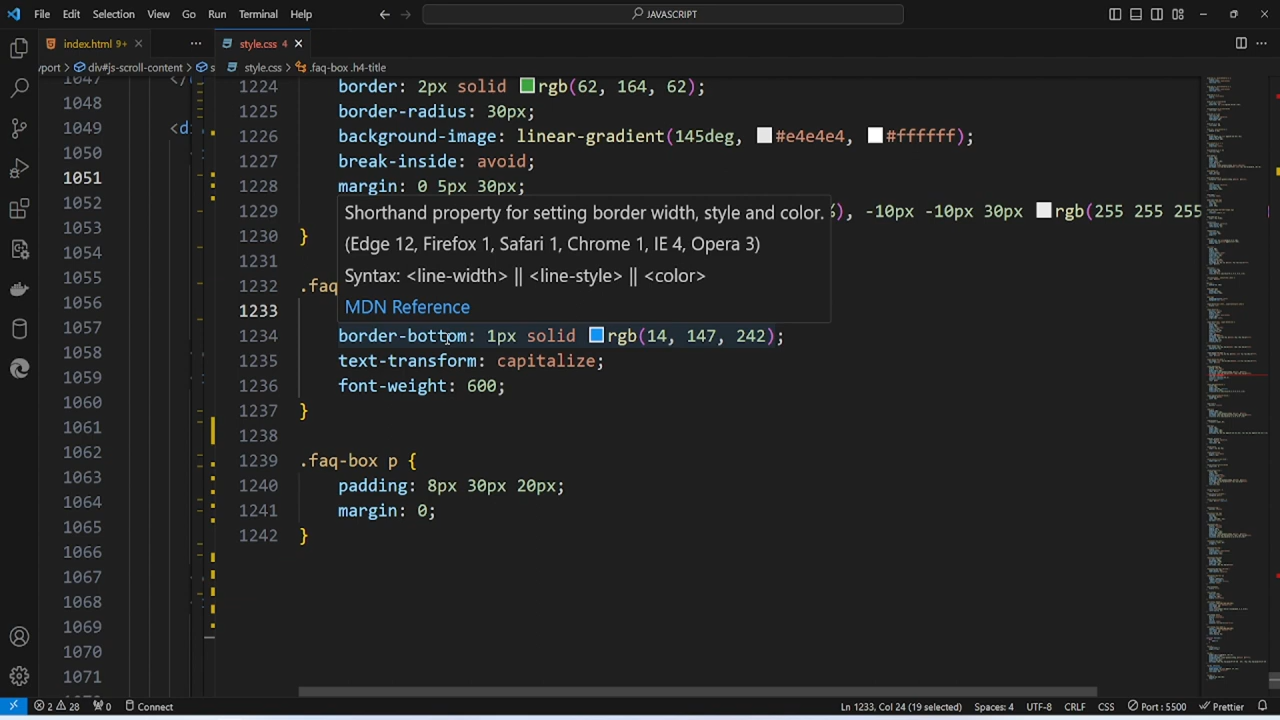 File Edit Selection View Go Run Terminal Help
JAVASCRIPT
index.html 9+
style.css 4
port div#js-scroll-content
style.css .faq-box .h4-title
1047
1048
1049 <d
1050
1051
1052
1053
1054
1055
1056
1057
1058
1059
1060
1061
1062
1063
1064
1065
1066
1067
1068
1069
1070
1071
1224 border: 2px solid rgb(62, 164, 62);
1225 border-radius: 30px;
1226 background-image: linear-gradient(145deg, #e4e4e4, #ffffff);
1227 break-inside: avoid;
1228 margin: 0 5px 30px;
1229 -10px -10px 30px rgb(255 255 255
1230 }
1231
1232 .faq
Shorthand property for setting border width, style and color.
(Edge 12, Firefox 1, Safari 1, Chrome 1, IE 4, Opera 3)
Syntax: <line-width> || <line-style> || <color>
MDN Reference
1233
1234 border-bottom: 1px solid rgb(14, 147, 242);
1235 text-transform: capitalize;
1236 font-weight: 600;
1237 }
1238
1239 .faq-box p {
1240 padding: 30px 20px;
1241 margin: 0;
1242 }
2 28 0 Connect
Ln 1233, Col 24 (19 selected) Spaces: 4 UTF-8 CRLF CSS Port : 5500 Prettier